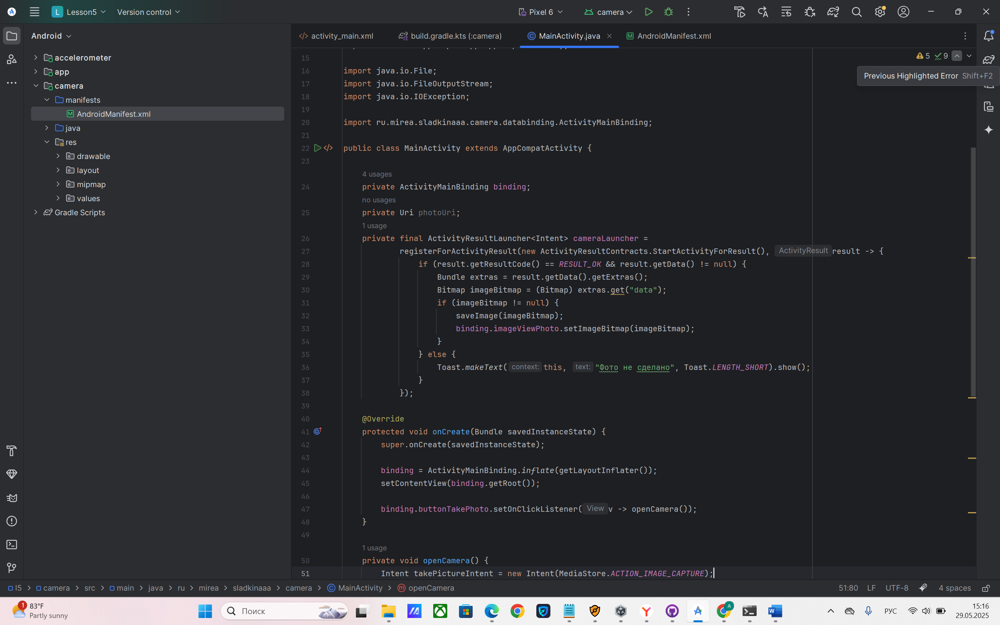 L Lesson5 Version control Pixel 6 camera
Android
activity_main.xml build.gradle.kts (:camera) MainActivity.java AndroidManifest.xml
accelerometer
app
camera
manifests
AndroidManifest.xml
java
res
drawable
layout
mipmap
values
Gradle Scripts
5 9
Previous Highlighted Error Shift+F2
15
16 import java.io.File;
17 import java.io.FileOutputStream;
18 import java.io.IOException;
19
20 import ru.mirea.sladkinaaa.camera.databinding.ActivityMainBinding;
21
22 public class MainActivity extends AppCompatActivity {
23
4 usages
24 private ActivityMainBinding binding;
no usages
25 private Uri photoUri;
1 usage
26 private final ActivityResultLauncher<Intent> cameraLauncher =
27 registerForActivityResult(new ActivityResultContracts.StartActivityForResult(), ActivityResult result -> {
28 if (result.getResultCode() == RESULT_OK && result.getData() != null) {
29 Bundle extras = result.getData().getExtras();
30 Bitmap imageBitmap = (Bitmap) extras.get("data");
31 if (imageBitmap != null) {
32 saveImage(imageBitmap);
33 binding.imageViewPhoto.setImageBitmap(imageBitmap);
34 }
35 } else {
36 Toast.makeText( context: this, text: "Фото не сделано", Toast.LENGTH_SHORT).show();
37 }
38 });
39
40 @Override
41 protected void onCreate(Bundle savedInstanceState) {
42 super.onCreate(savedInstanceState);
43
44 binding = ActivityMainBinding.inflate(getLayoutInflater());
45 setContentView(binding.getRoot());
46
47 binding.buttonTakePhoto.setOnClickListener( View v -> openCamera());
48 }
49
1 usage
50 private void openCamera() {
51 Intent takePictureIntent = new Intent(MediaStore.ACTION_IMAGE_CAPTURE);
l5 > camera > src > main > java > ru > mirea > sladkinaaa > camera > MainActivity > openCamera
51:80 LF UTF-8 4 spaces
1 83°F
Partly sunny
Поиск
A
РУС
15:16
29.05.2025